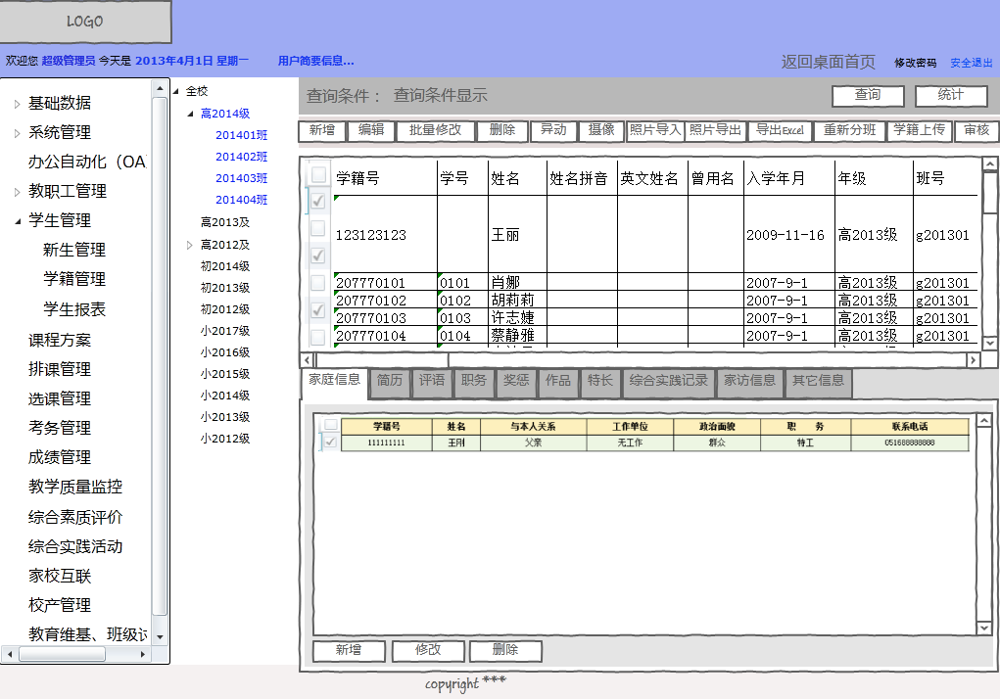 LOGO
欢迎您 超级管理员 今天是 2013年4月1日 星期一 用户简要信息... 返回桌面首页 修改密码 安全退出
基础数据
系统管理
办公自动化（OA
教职工管理
学生管理
新生管理
学籍管理
学生报表
课程方案
排课管理
选课管理
考务管理
成绩管理
教学质量监控
综合素质评价
综合实践活动
家校互联
校产管理
教育维基、班级讨
全校
高2014级
201401班
201402班
201403班
201404班
高2013及
高2012及
初2014级
初2013级
初2012级
小2017级
小2016级
小2015级
小2014级
小2013级
小2012级
查询条件： 查询条件显示 查询 统计
新增 编辑 批量修改 删除 异动 摄像 照片导入 照片导出 导出Excel 重新分班 学籍上传 审核
学籍号 学号 姓名 姓名拼音 英文姓名 曾用名 入学年月 年级 班号
123123123 王丽 2009-11-16 高2013级 g201301
207770101 0101 肖娜 2007-9-1 高2013级 g201301
207770102 0102 胡莉莉 2007-9-1 高2013级 g201301
207770103 0103 许志婕 2007-9-1 高2013级 g201301
207770104 0104 蔡静雅 2007-9-1 高2013级 g201301
家庭信息 简历 评语 职务 奖惩 作品 特长 综合实践记录 家访信息 其它信息
学籍号 姓名 与本人关系 工作单位 政治面貌 职 务 联系电话
111111111 王刚 父亲 无工作 群众 特工 051688888888
新增 修改 删除
copyright ***